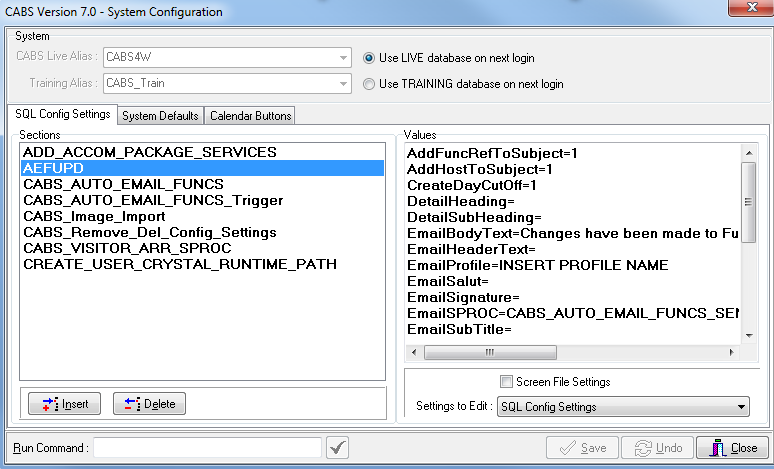 CABS Version 7.0 - System Configuration
System
CABS Live Alias : CABS4W
Use LIVE database on next login
Training Alias : CABS_Train
Use TRAINING database on next login
SQL Config Settings System Defaults Calendar Buttons
Sections
ADD_ACCOM_PACKAGE_SERVICES
AEFUPD
CABS_AUTO_EMAIL_FUNCS
CABS_AUTO_EMAIL_FUNCS_Trigger
CABS_Image_Import
CABS_Remove_Del_Config_Settings
CABS_VISITOR_ARR_SPROC
CREATE_USER_CRYSTAL_RUNTIME_PATH
Insert Delete
Values
AddFuncRefToSubject=1
AddHostToSubject=1
CreateDayCutOff=1
DetailHeading=
DetailSubHeading=
EmailBodyText=Changes have been made to Fu
EmailHeaderText=
EmailProfile=INSERT PROFILE NAME
EmailSalut=
EmailSignature=
EmailSPROC=CABS_AUTO_EMAIL_FUNCS_SEN
EmailSubTitle=
Screen File Settings
Settings to Edit : SQL Config Settings
Run Command :
Save Undo Close